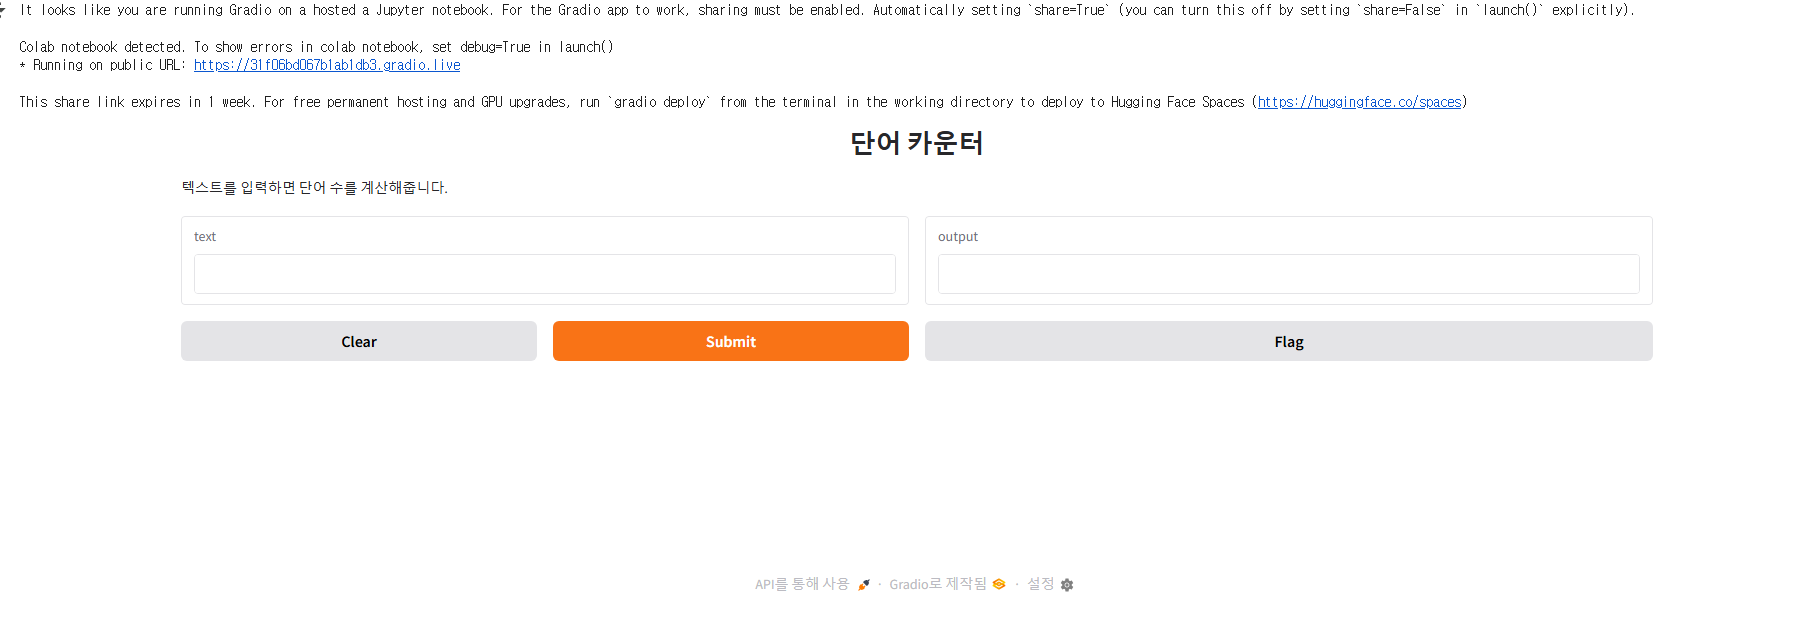 It looks like you are running Gradio on a hosted a Jupyter notebook. For the Gradio app to work, sharing must be enabled. Automatically setting `share=True` (you can turn this off by setting `share=False` in `launch()` explicitly).
Colab notebook detected. To show errors in colab notebook, set debug=True in launch()
* Running on public URL: https://31f06bd067b1ab1db3.gradio.live
This share link expires in 1 week. For free permanent hosting and GPU upgrades, run `gradio deploy` from the terminal in the working directory to deploy to Hugging Face Spaces (https://huggingface.co/spaces)
단어 카운터
텍스트를 입력하면 단어 수를 계산해줍니다.
text
output
Clear
Submit
Flag
API를 통해 사용 · Gradio로 제작됨 · 설정